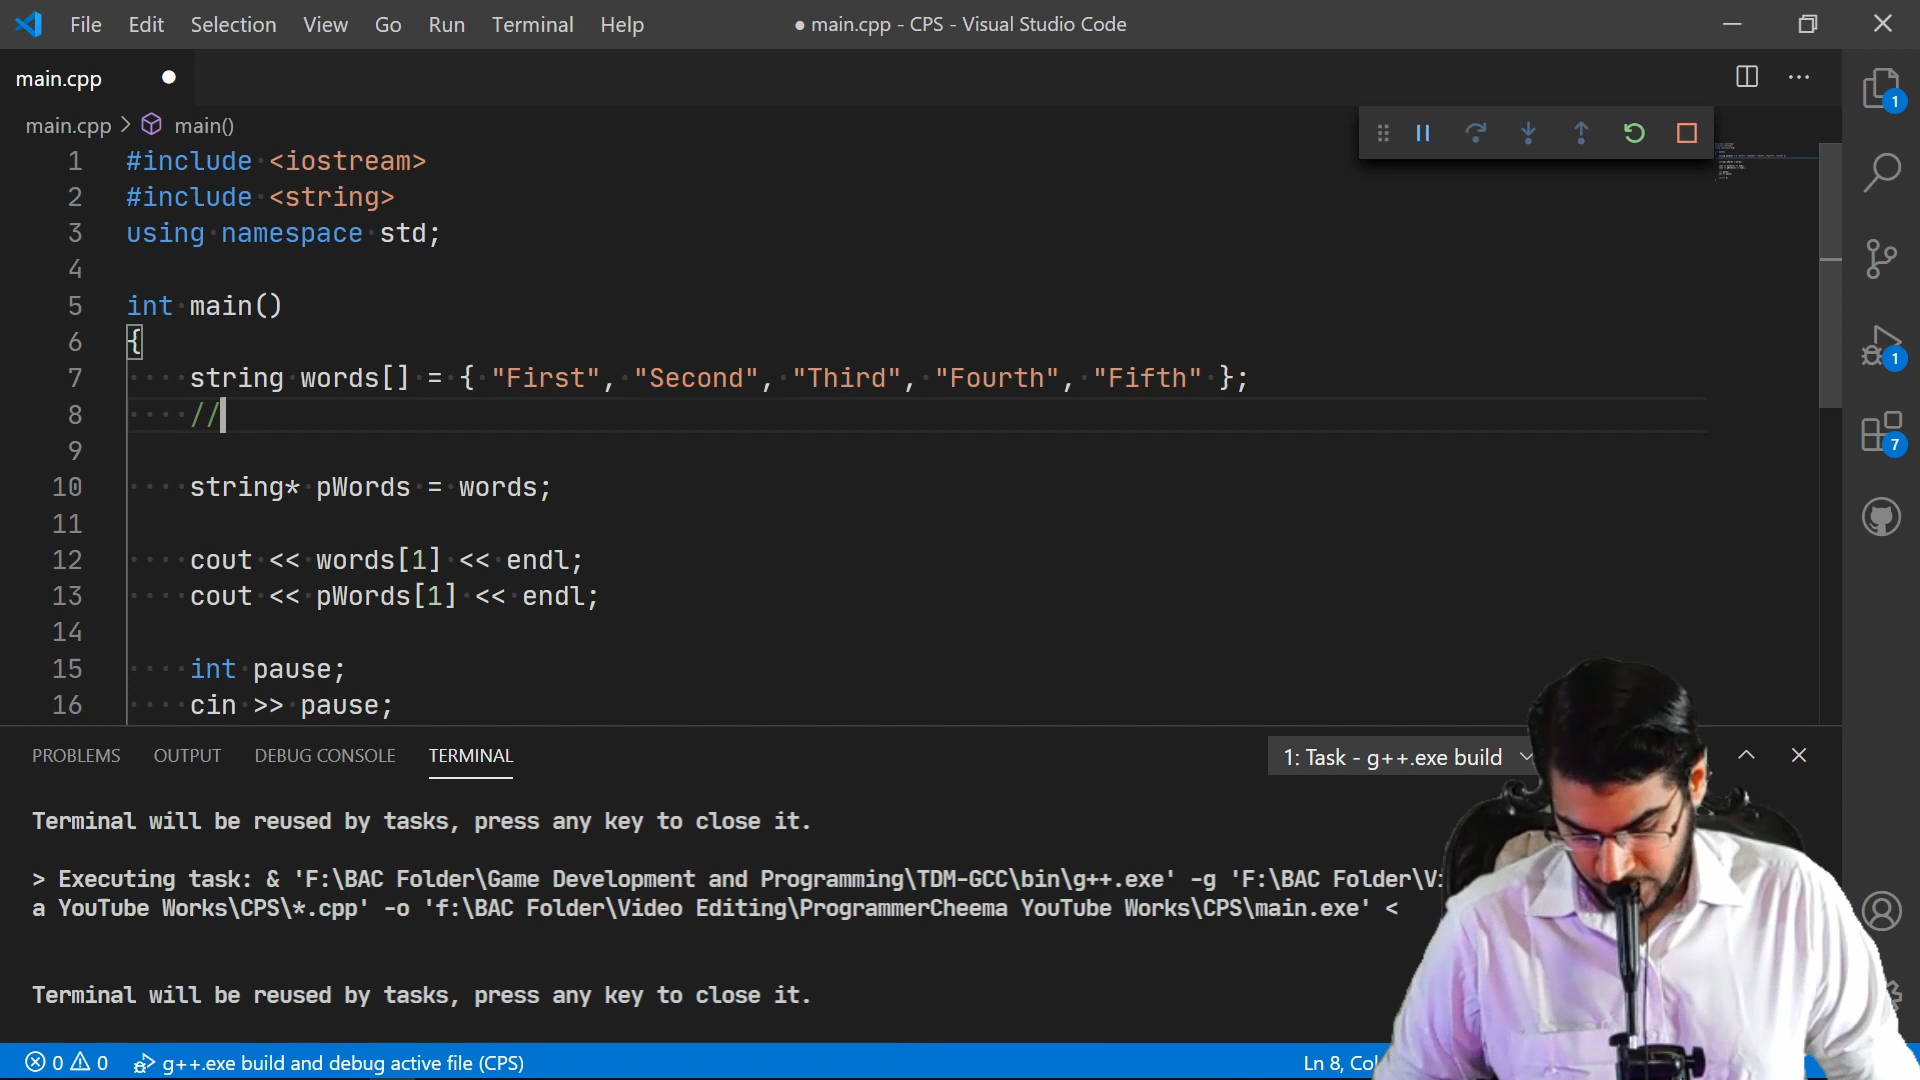 File Edit Selection View Go Run Terminal Help
● main.cpp - CPS - Visual Studio Code
main.cpp ●
main.cpp > main()
1 #include <iostream>
2 #include <string>
3 using namespace std;
4
5 int main()
6 {
7 string words[] = { "First", "Second", "Third", "Fourth", "Fifth" };
8 //
9
10 string* pWords = words;
11
12 cout << words[1] << endl;
13 cout << pWords[1] << endl;
14
15 int pause;
16 cin >> pause;
1
1
7
PROBLEMS OUTPUT DEBUG CONSOLE TERMINAL
1: Task - g++.exe build
Terminal will be reused by tasks, press any key to close it.
> Executing task: & 'F:\BAC Folder\Game Development and Programming\TDM-GCC\bin\g++.exe' -g 'F:\BAC Folder\Vi
a YouTube Works\CPS\*.cpp' -o 'f:\BAC Folder\Video Editing\ProgrammerCheema YouTube Works\CPS\main.exe' <
Terminal will be reused by tasks, press any key to close it.
0 0 g++.exe build and debug active file (CPS)
Ln 8, Col